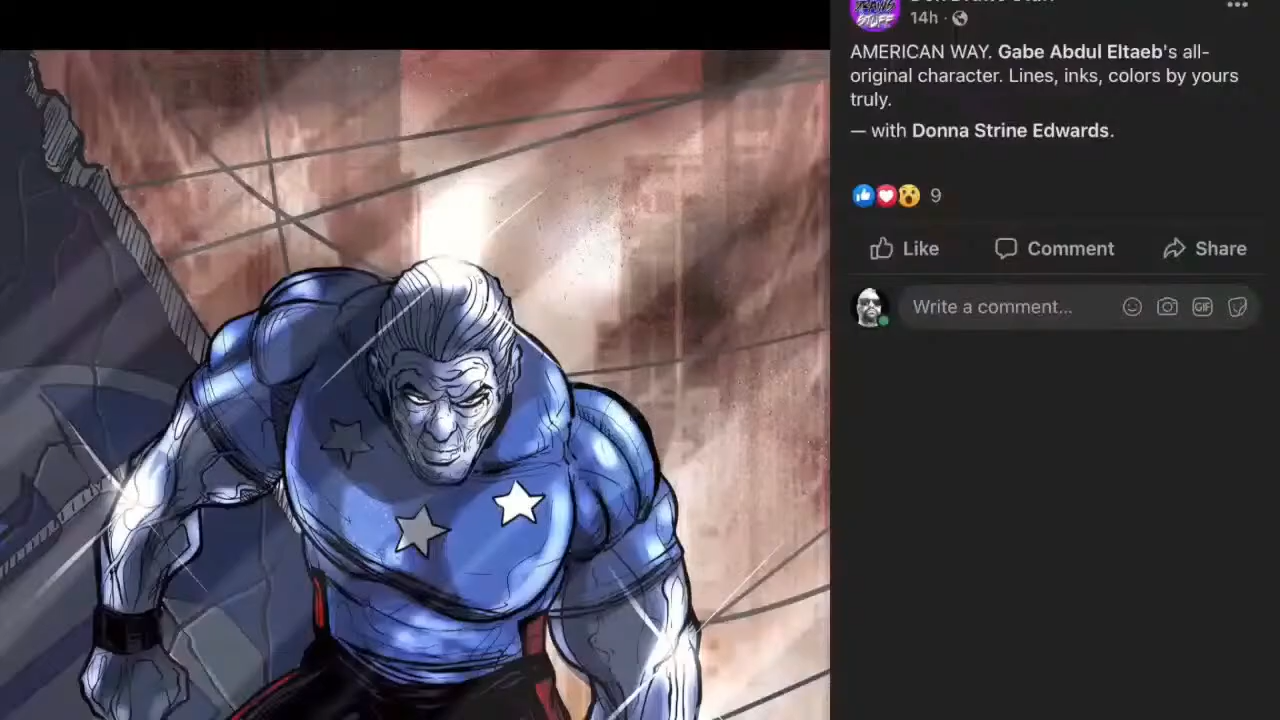 14h ·
AMERICAN WAY. Gabe Abdul Eltaeb's all-
original character. Lines, inks, colors by yours
truly.
— with Donna Strine Edwards.
9
Like Comment Share
Write a comment... GIF